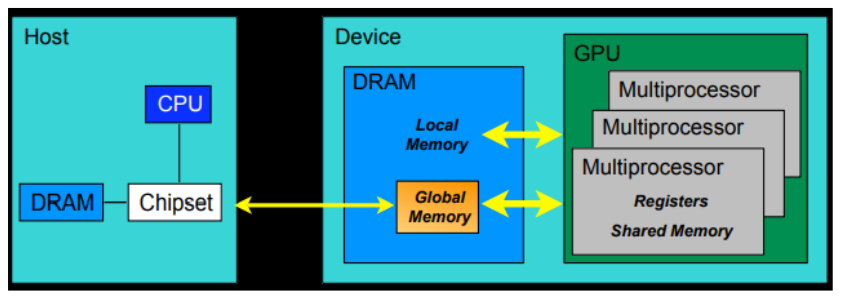 Host
CPU
DRAM
Chipset
Device
DRAM
Local
Memory
Global
Memory
GPU
Multiprocessor
Multiprocessor
Multiprocessor
Registers
Shared Memory